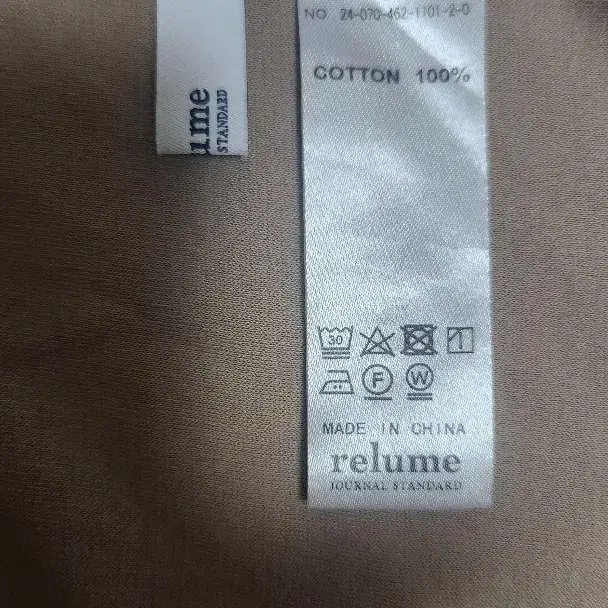 NO 24-070-462-1101-2-0
COTTON 100%
ume
STANDARD
30
F
W
MADE IN CHINA
relume
JOURNAL STANDARD